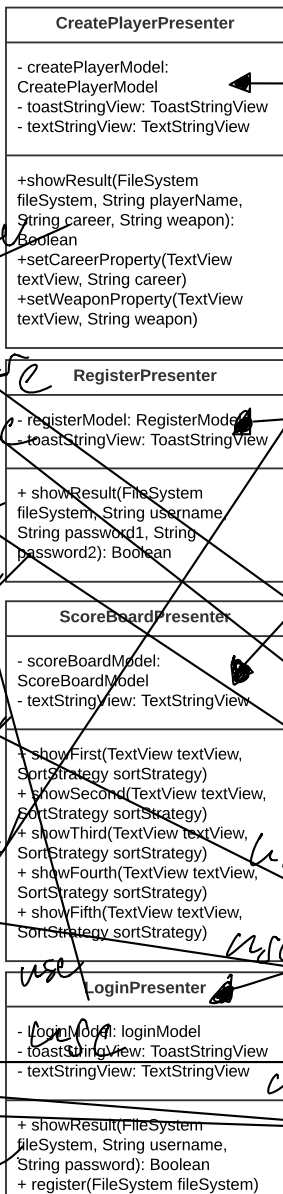 CreatePlayerPresenter
- createPlayerModel:
CreatePlayerModel
- toastStringView: ToastStringView
- textStringView: TextStringView
+showResult(FileSystem
fileSystem, String playerName,
String career, String weapon):
Boolean
+setCareerProperty(TextView
textView, String career)
+setWeaponProperty(TextView
textView, String weapon)
RegisterPresenter
- registerModel: RegisterModel
- toastStringView: ToastStringView
+ showResult(FileSystem
fileSystem, String username,
String password1, String
password2): Boolean
ScoreBoardPresenter
- scoreBoardModel:
ScoreBoardModel
- textStringView: TextStringView
+ showFirst(TextView textView,
SortStrategy sortStrategy)
+ showSecond(TextView textView,
SortStrategy sortStrategy)
+ showThird(TextView textView,
SortStrategy sortStrategy)
+ showFourth(TextView textView,
SortStrategy sortStrategy)
+ showFifth(TextView textView,
SortStrategy sortStrategy)
use
LoginPresenter
- LoginModel: loginModel
use
- toastStringView: ToastStringView
- textStringView: TextStringView
+ showResult(FileSystem
fileSystem, String username,
String password): Boolean
+ register(FileSystem fileSystem)